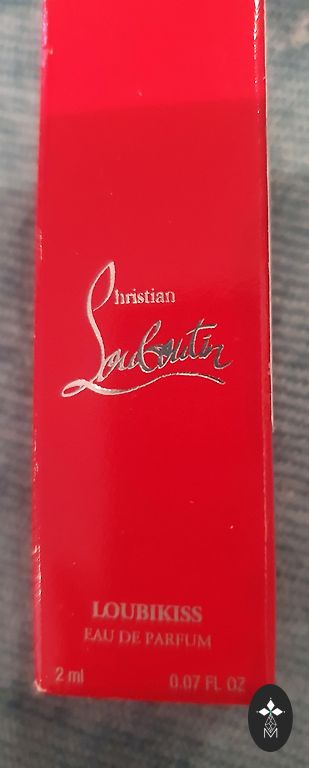 Christian
Louboutin
LOUBIKISS
EAU DE PARFUM
2 ml 0.07 FL OZ